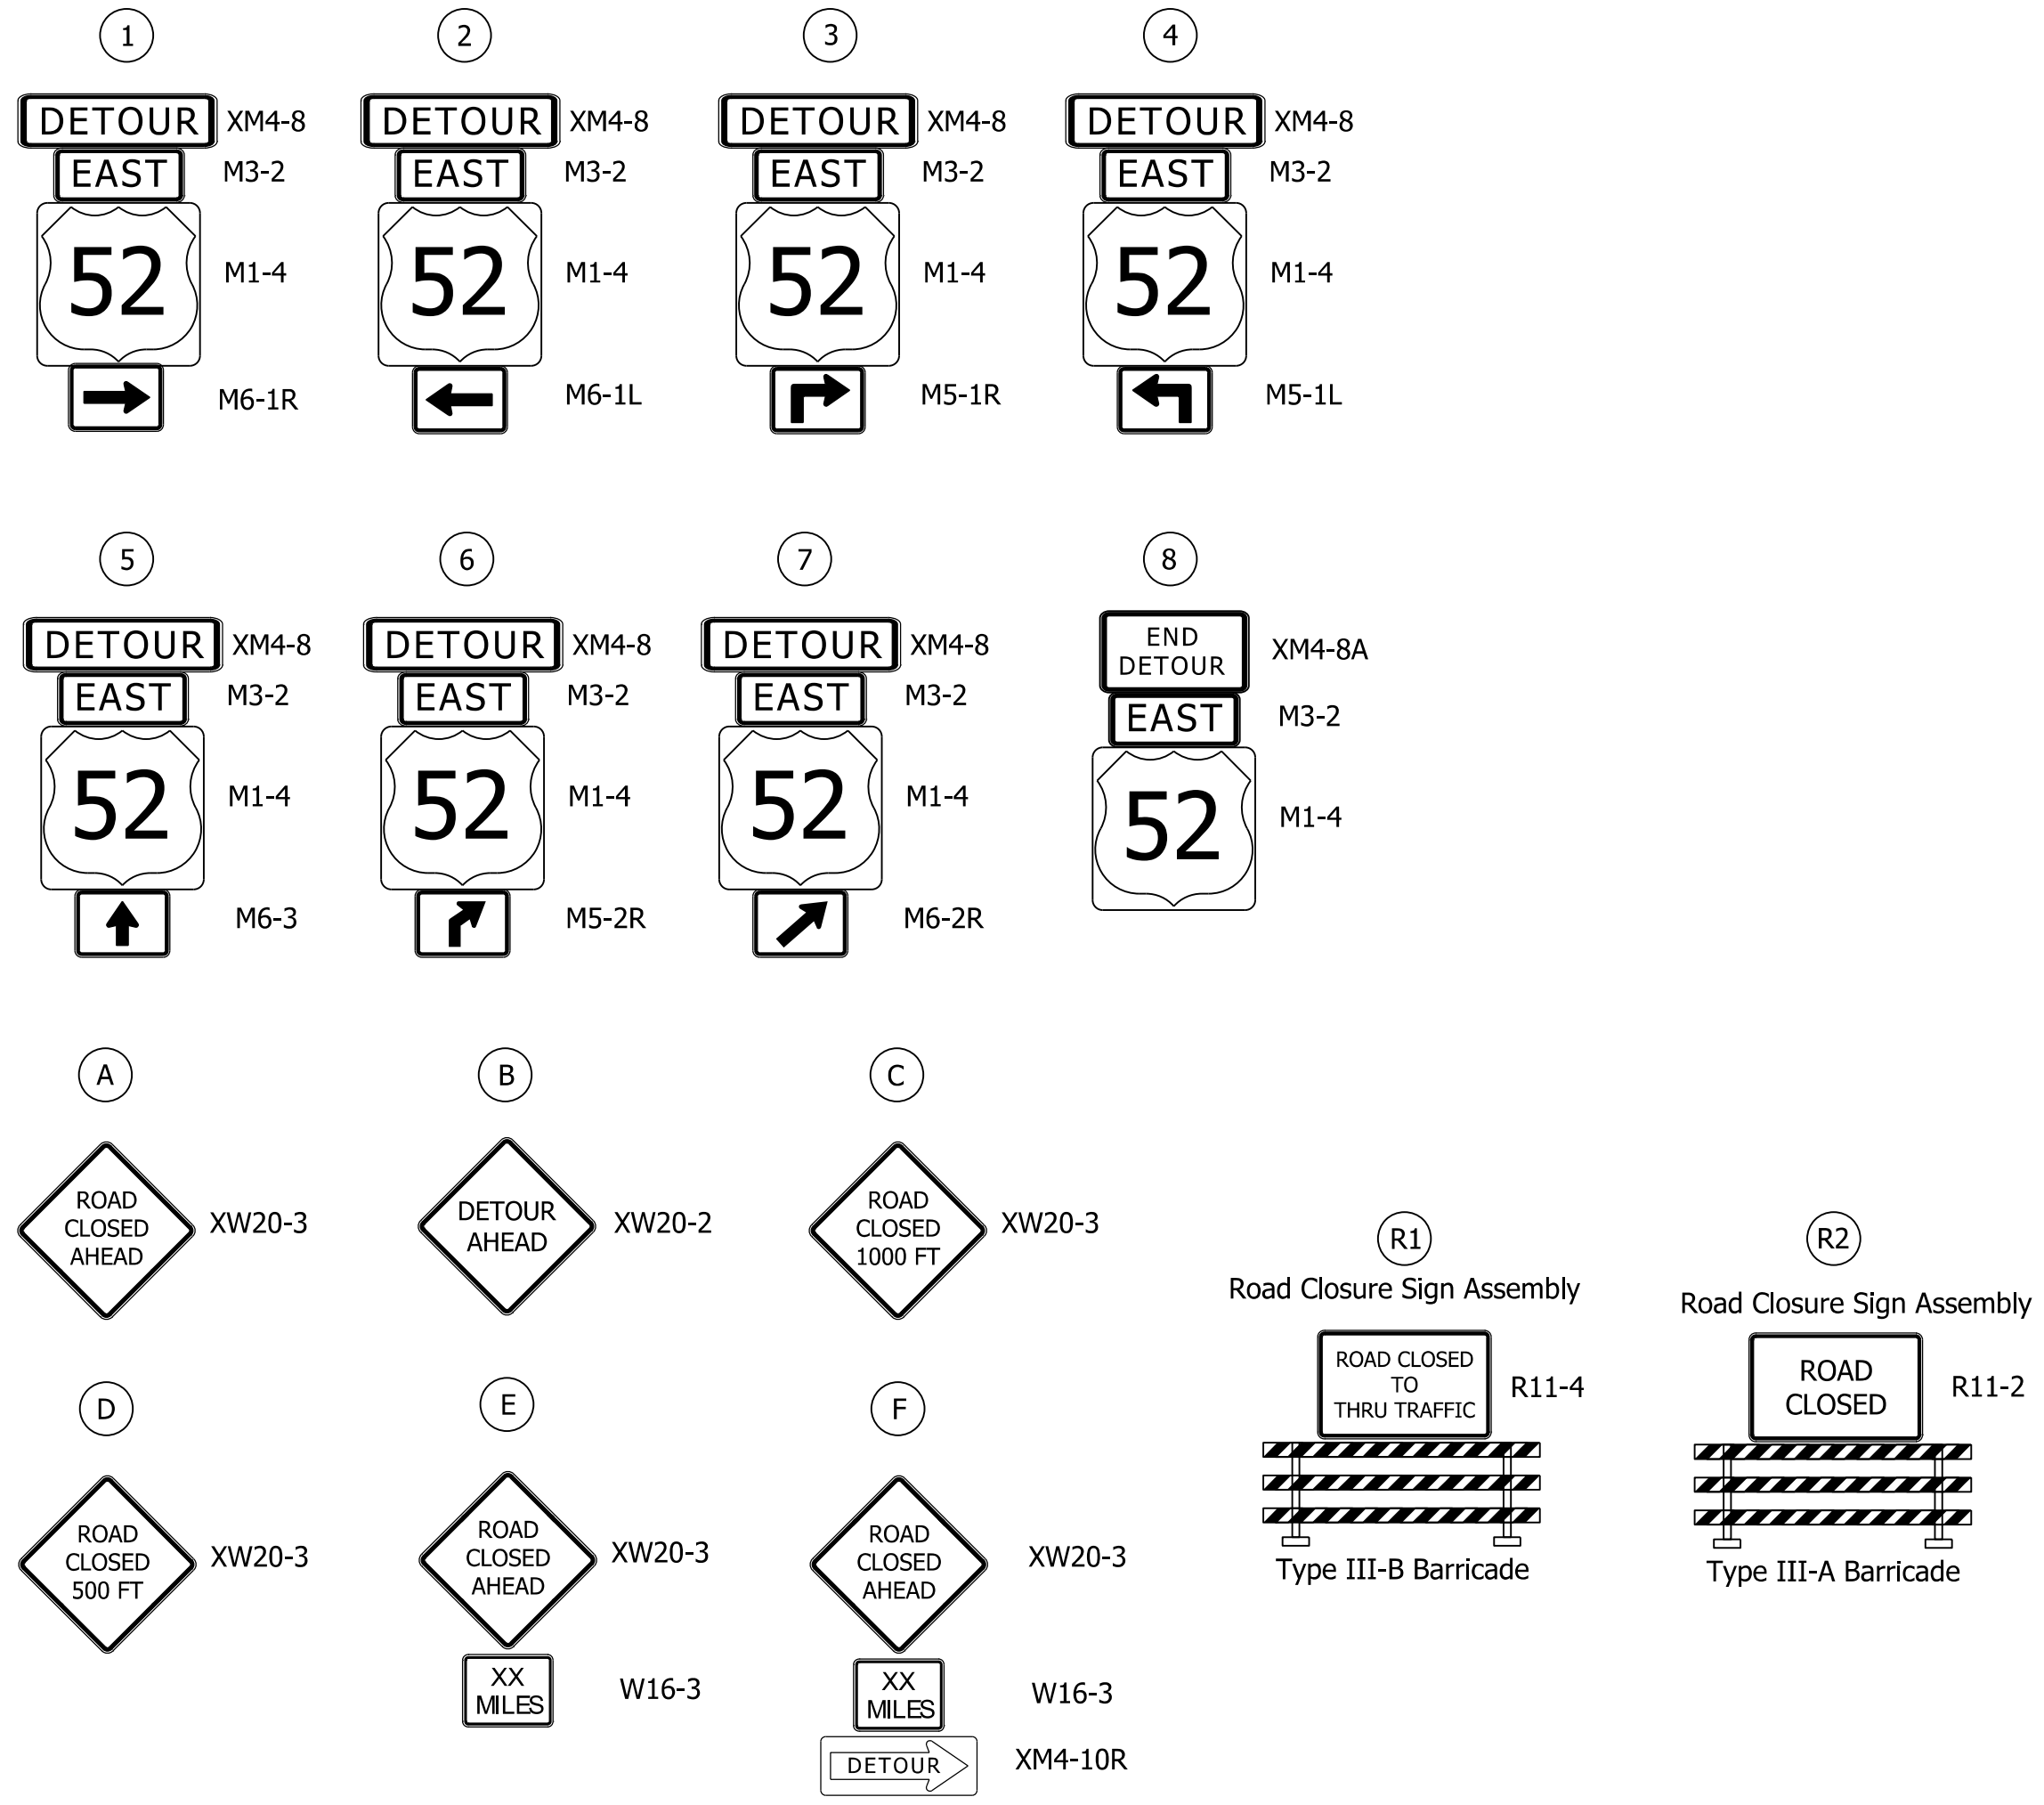 1
DETOUR XM4-8
EAST M3-2
52 M1-4
M6-1R
2
DETOUR XM4-8
EAST M3-2
52 M1-4
M6-1L
3
DETOUR XM4-8
EAST M3-2
52 M1-4
M5-1R
4
DETOUR XM4-8
EAST M3-2
52 M1-4
M5-1L
5
DETOUR XM4-8
EAST M3-2
52 M1-4
M6-3
6
DETOUR XM4-8
EAST M3-2
52 M1-4
M5-2R
7
DETOUR XM4-8
EAST M3-2
52 M1-4
M6-2R
8
END
DETOUR
XM4-8A
EAST M3-2
52 M1-4
A
ROAD
CLOSED
AHEAD
XW20-3
B
DETOUR
AHEAD
XW20-2
C
ROAD
CLOSED
1000 FT
XW20-3
R1
Road Closure Sign Assembly
ROAD CLOSED
TO
THRU TRAFFIC
R11-4
Type III-B Barricade
R2
Road Closure Sign Assembly
ROAD
CLOSED
R11-2
Type III-A Barricade
D
ROAD
CLOSED
500 FT
XW20-3
E
ROAD
CLOSED
AHEAD
XW20-3
XX
MILES
W16-3
F
ROAD
CLOSED
AHEAD
XW20-3
XX
MILES
W16-3
DETOUR XM4-10R